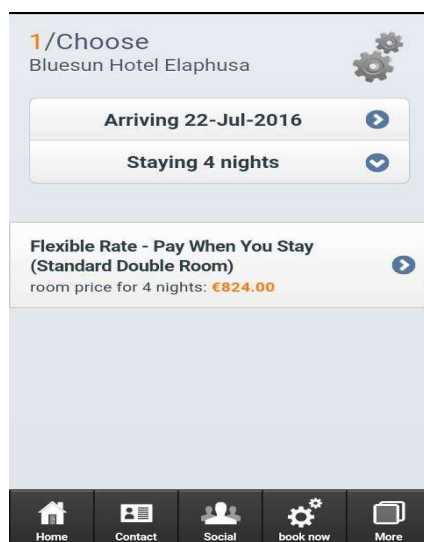 1/Choose
Bluesun Hotel Elaphusa
Arriving 22-Jul-2016
Staying 4 nights
Flexible Rate - Pay When You Stay
(Standard Double Room)
room price for 4 nights: €824.00
Home Contact Social book now More